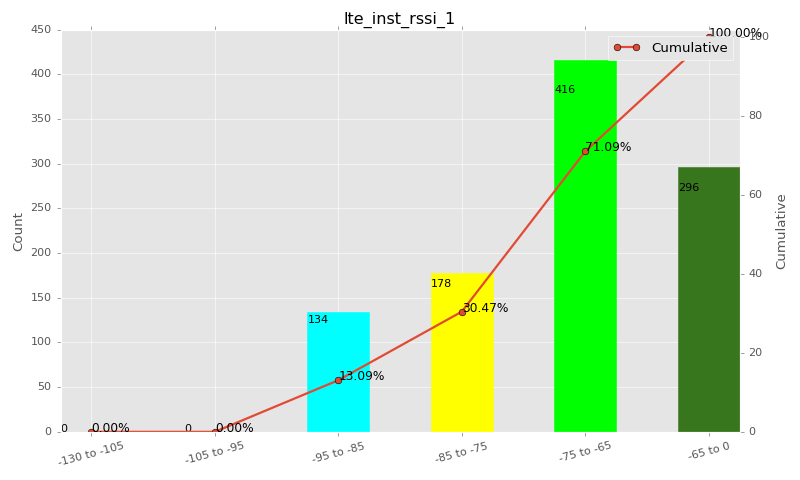 lte_inst_rssi_1
Cumulative
450
400
350
300
250
200
150
100
50
0
Count
100
80
60
40
20
0
Cumulative
0
0
134
178
416
296
0.00%
0.00%
13.09%
30.47%
71.09%
100.00%
-130 to -105
-105 to -95
-95 to -85
-85 to -75
-75 to -65
-65 to 0